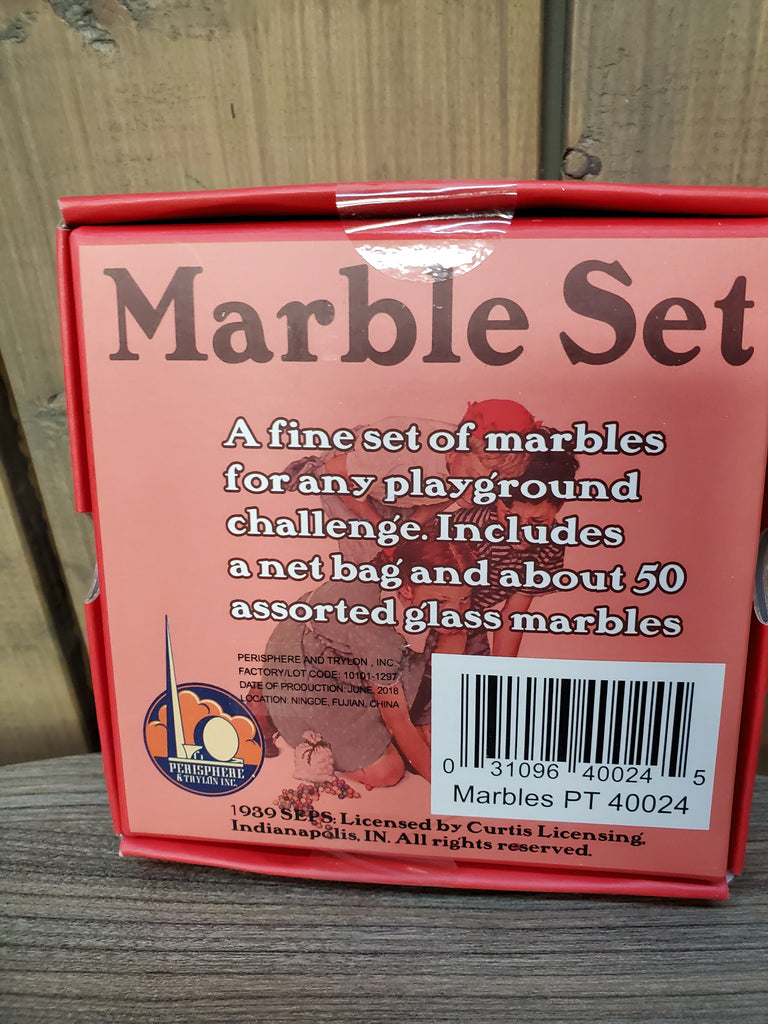 Marble Set
A fine set of marbles
for any playground
challenge. Includes
a net bag and about 50
assorted glass marbles
PERISPHERE AND TRYLON , INC.
FACTORY/LOT CODE: 10101-1297
DATE OF PRODUCTION: JUNE, 2018
LOCATION: NINGDE, FUJIAN, CHINA
PERISPHERE
& TRYLON INC.
0 31096 40024 5
Marbles PT 40024
1939 SEPS: Licensed by Curtis Licensing,
Indianapolis, IN. All rights reserved.